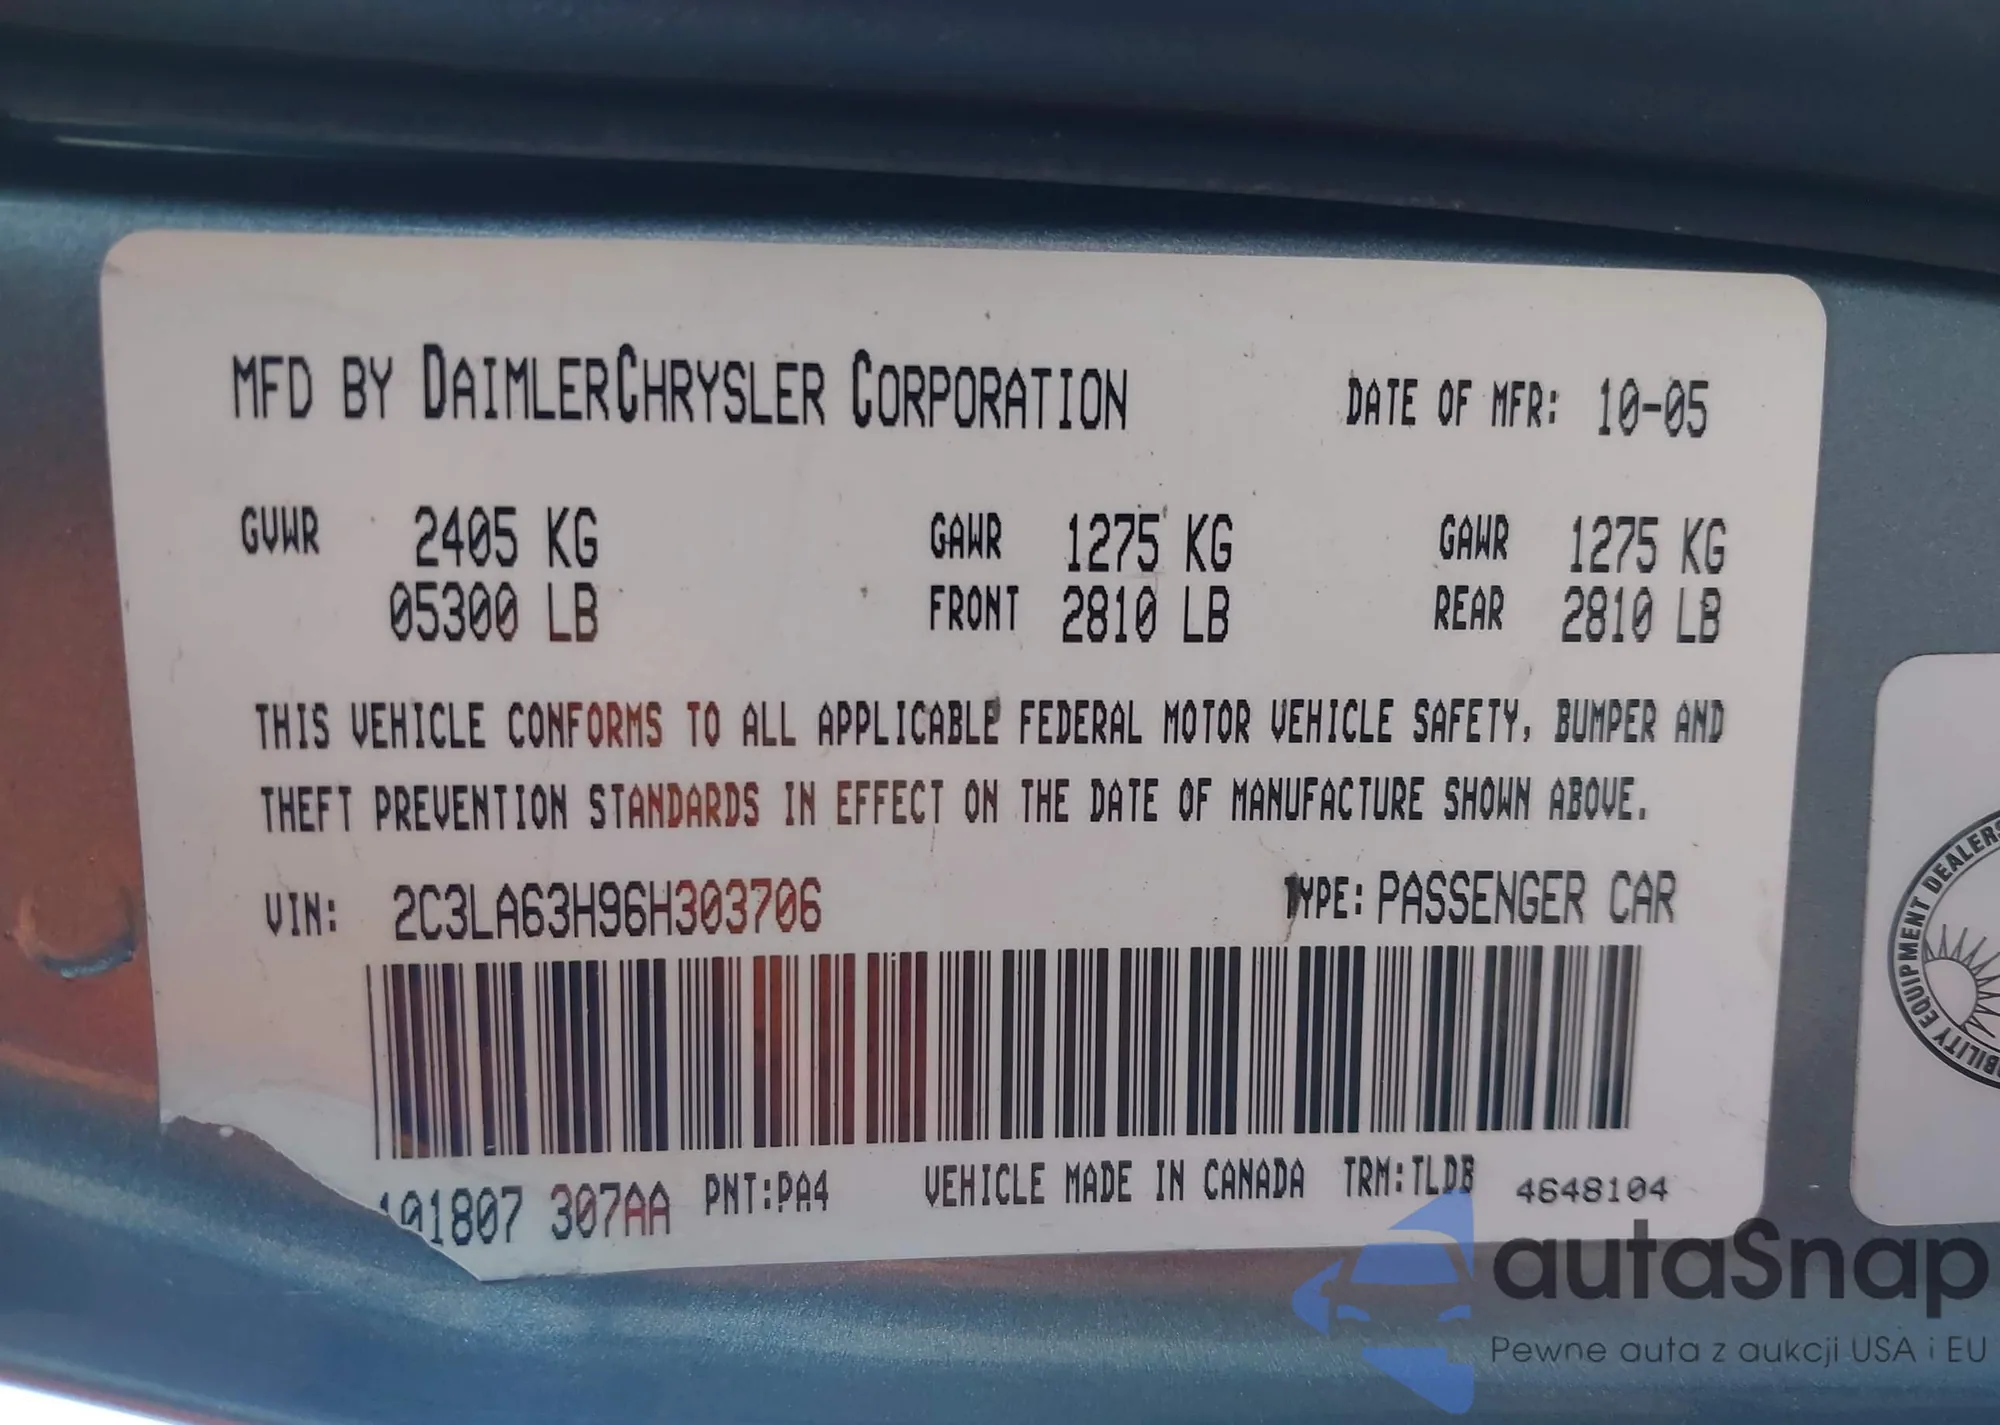 MFD BY DAIMLERCHRYSLER CORPORATION DATE OF MFR: 10-05
GVWR 2405 KG GAWR 1275 KG GAWR 1275 KG
05300 LB FRONT 2810 LB REAR 2810 LB
THIS VEHICLE CONFORMS TO ALL APPLICABLE FEDERAL MOTOR VEHICLE SAFETY, BUMPER AND
THEFT PREVENTION STANDARDS IN EFFECT ON THE DATE OF MANUFACTURE SHOWN ABOVE.
VIN: 2C3LA63H96H303706 TYPE: PASSENGER CAR
101807 307AA PNT:PA4 VEHICLE MADE IN CANADA TRM:TLDB 4648104
EQUIPMENT DEALERS
autaSnap
Pewne auta z aukcji USA i EU